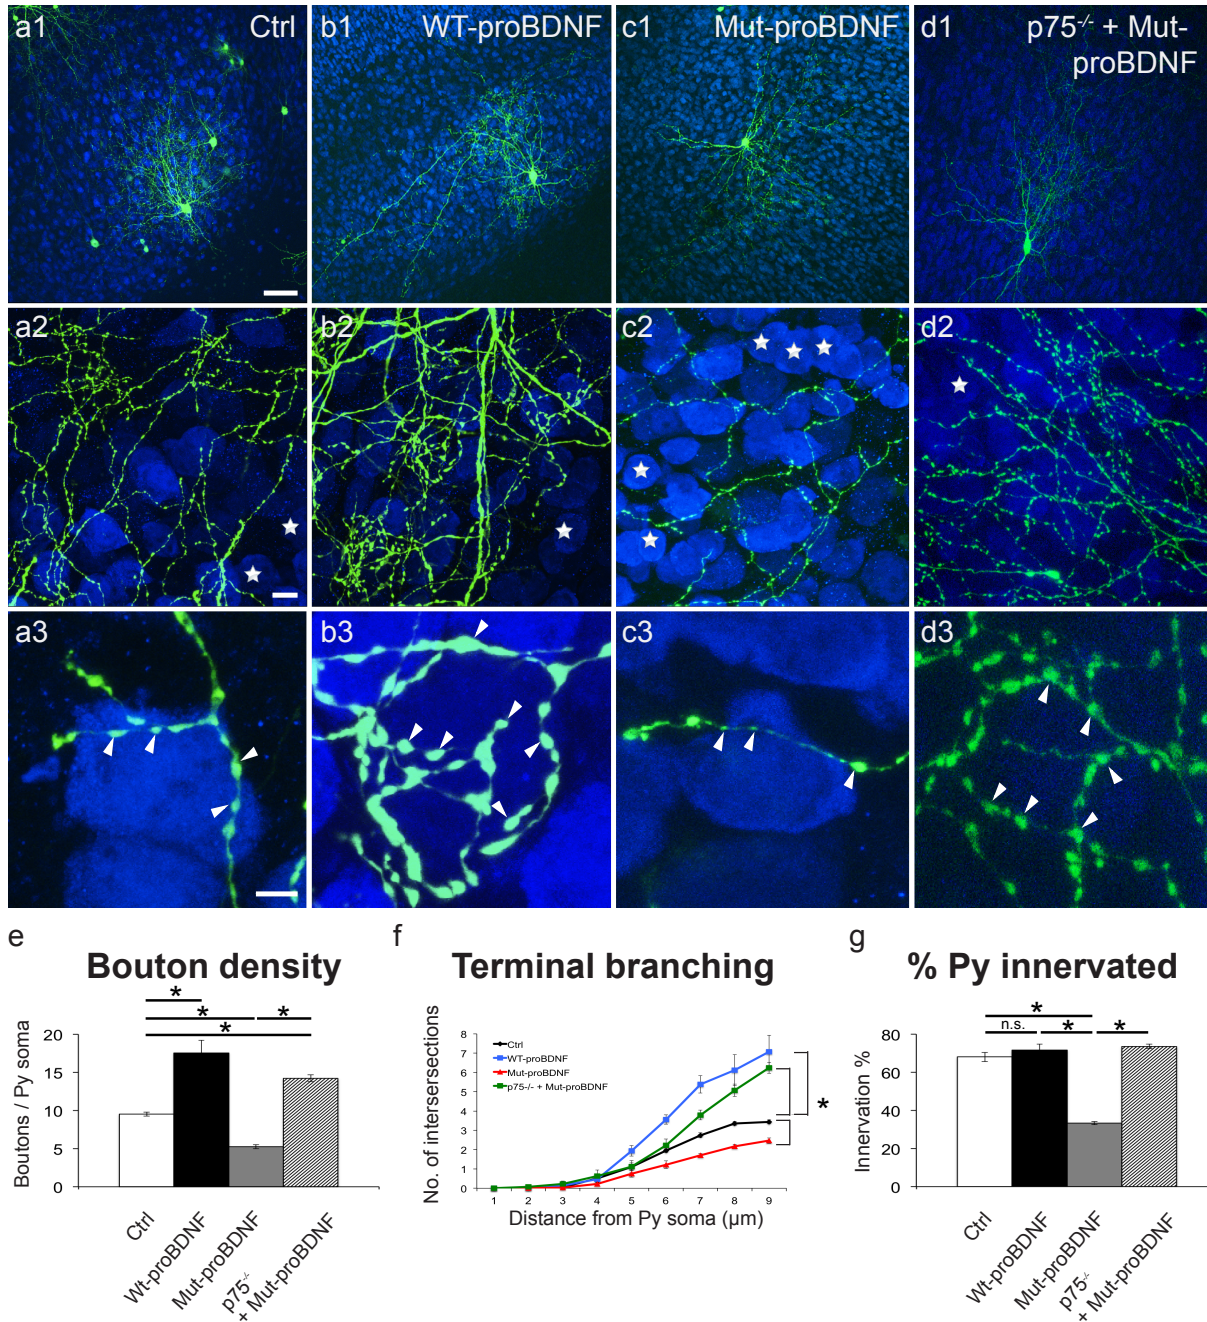 a1 Ctrl
b1 WT-proBDNF
c1 Mut-proBDNF
d1 p75-/- + Mut-
proBDNF
a2
b2
c2
d2
a3
b3
c3
d3
e
Bouton density
* * * *
Boutons / Py soma
20
15
10
5
0
Ctrl
Wt-proBDNF
Mut-proBDNF
p75-/-
+ Mut-proBDNF
f
Terminal branching
No. of intersections
8
7
6
5
4
3
2
1
0
Ctrl
WT-proBDNF
Mut-proBDNF
p75-/- + Mut-proBDNF
*
1 2 3 4 5 6 7 8 9
Distance from Py soma (µm)
g
% Py innervated
*
n.s. * *
Innervation %
80
60
40
20
0
Ctrl
Wt-proBDNF
Mut-proBDNF
p75-/-
+ Mut-proBDNF